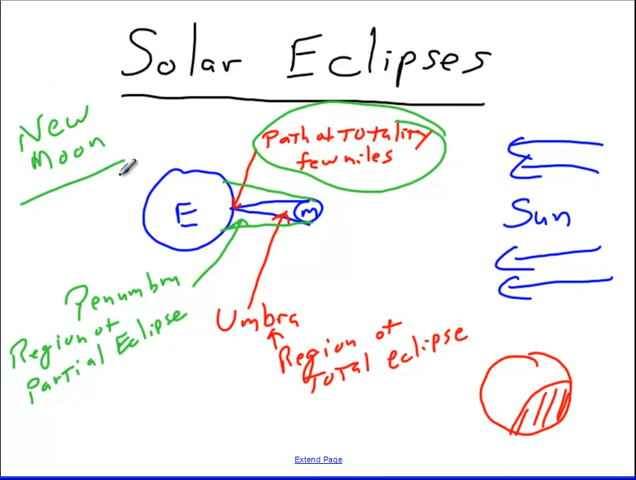 Solar Eclipses
New
Moon
Path of Totality
few miles
E
m
Sun
Penumbra
Region of
Partial Eclipse
Umbra
Region of
Total eclipse
Extend Page